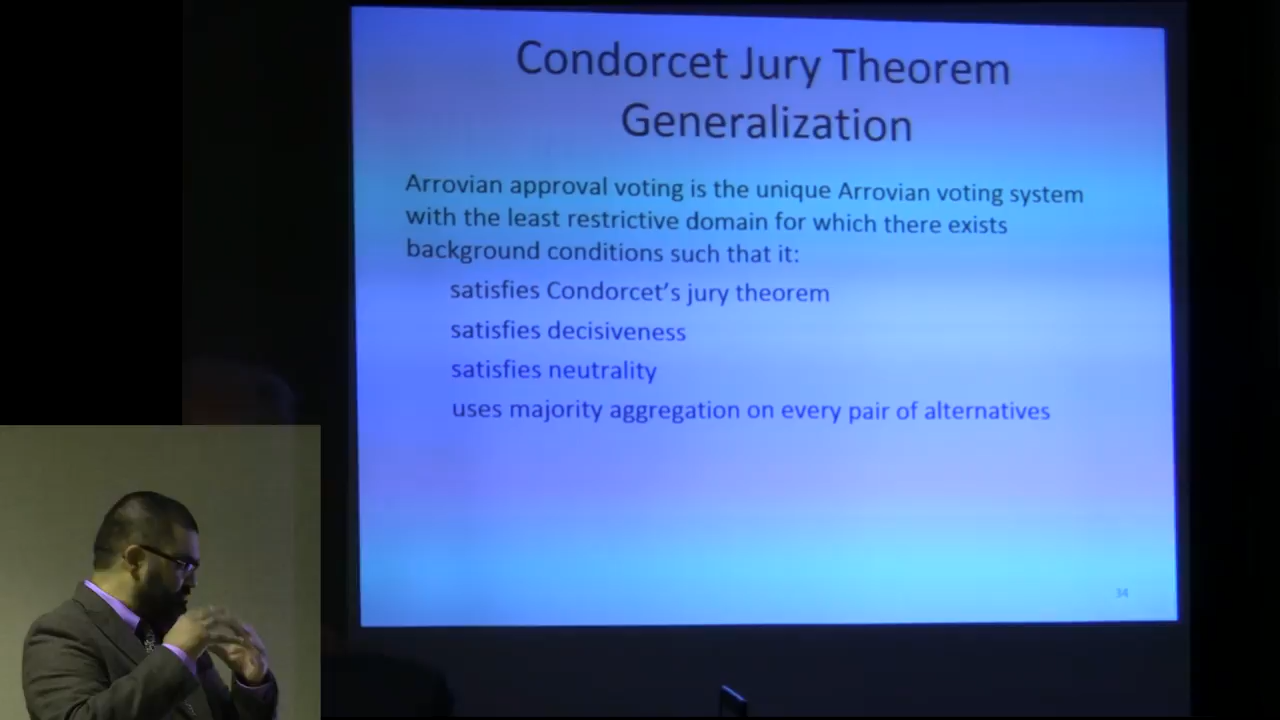 Condorcet Jury Theorem
Generalization
Arrovian approval voting is the unique Arrovian voting system
with the least restrictive domain for which there exists
background conditions such that it:
satisfies Condorcet's jury theorem
satisfies decisiveness
satisfies neutrality
uses majority aggregation on every pair of alternatives
34